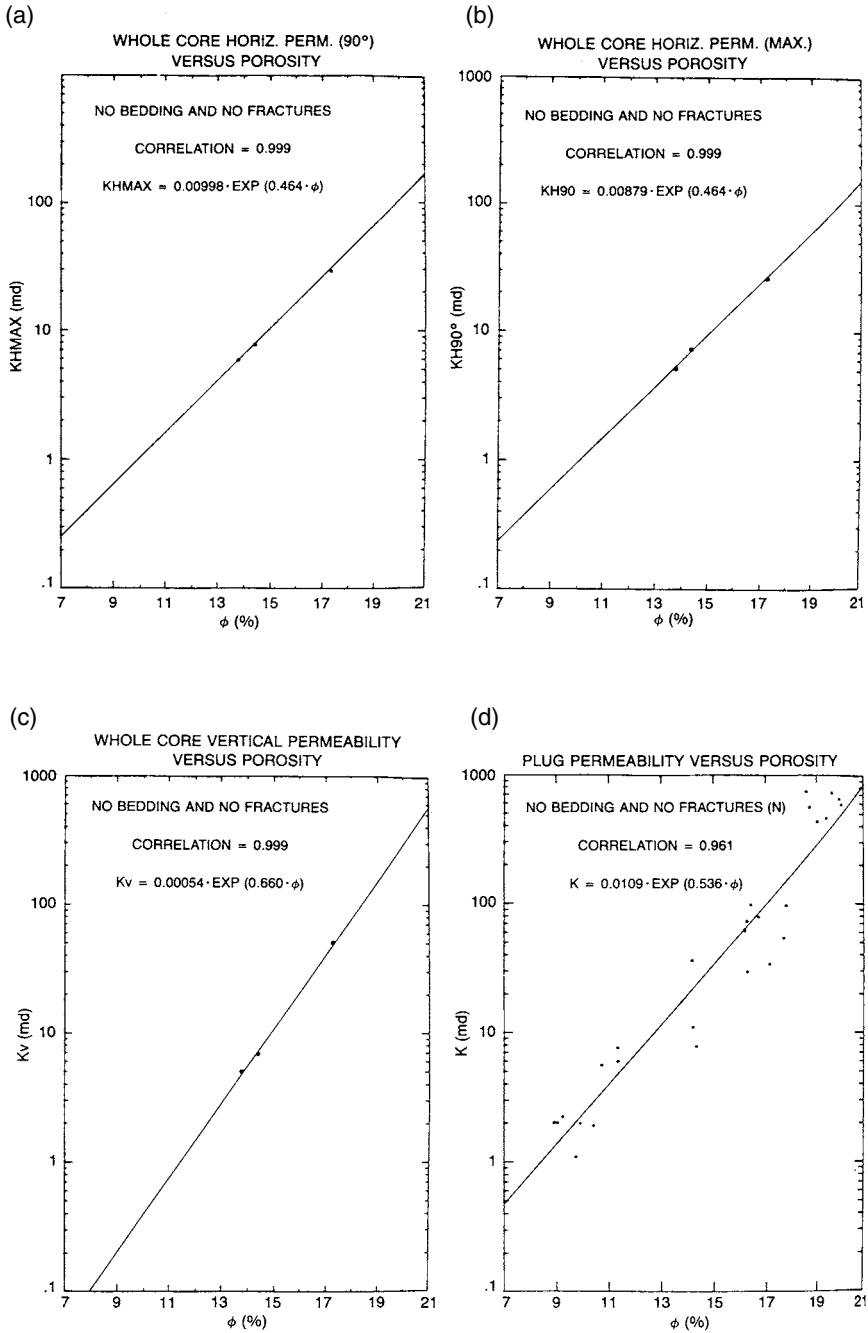 (a)
WHOLE CORE HORIZ. PERM. (90°)
VERSUS POROSITY
1000
NO BEDDING AND NO FRACTURES
CORRELATION = 0.999
KHMAX = 0.00998·EXP (0.464·ϕ)
100
KHMAX (md)
10
1
.1
7 9 11 13 15 17 19 21
ϕ (%)
(b)
WHOLE CORE HORIZ. PERM. (MAX.)
VERSUS POROSITY
1000
NO BEDDING AND NO FRACTURES
CORRELATION = 0.999
KH90 = 0.00879·EXP (0.464·ϕ)
100
KH90° (md)
10
1
.1
7 9 11 13 15 17 19 21
ϕ (%)
(c)
WHOLE CORE VERTICAL PERMEABILITY
VERSUS POROSITY
1000
NO BEDDING AND NO FRACTURES
CORRELATION = 0.999
Kv = 0.00054·EXP (0.660·ϕ)
100
Kv (md)
10
1
.1
7 9 11 13 15 17 19 21
ϕ (%)
(d)
PLUG PERMEABILITY VERSUS POROSITY
1000
NO BEDDING AND NO FRACTURES (N)
CORRELATION = 0.961
K = 0.0109·EXP (0.536·ϕ)
100
K (md)
10
1
.1
7 9 11 13 15 17 19 21
ϕ (%)